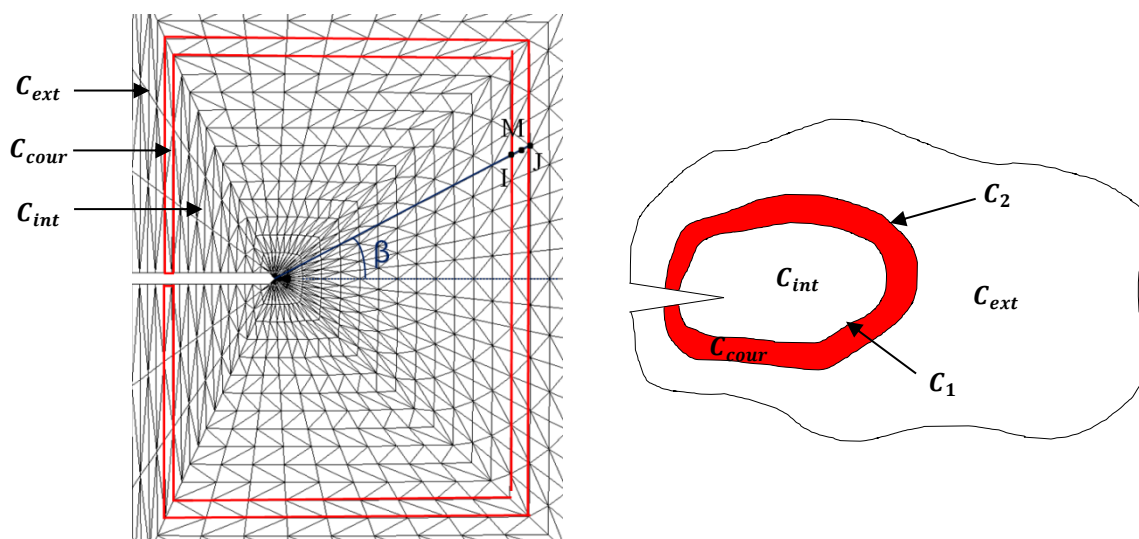 C_ext
C_cour
C_int
M
I
J
β
C_2
C_int
C_ext
C_cour
C_1